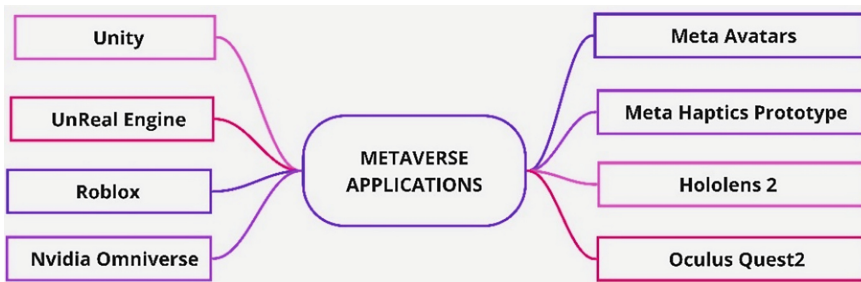 Unity
UnReal Engine
Roblox
Nvidia Omniverse
METAVERSE
APPLICATIONS
Meta Avatars
Meta Haptics Prototype
Hololens 2
Oculus Quest2